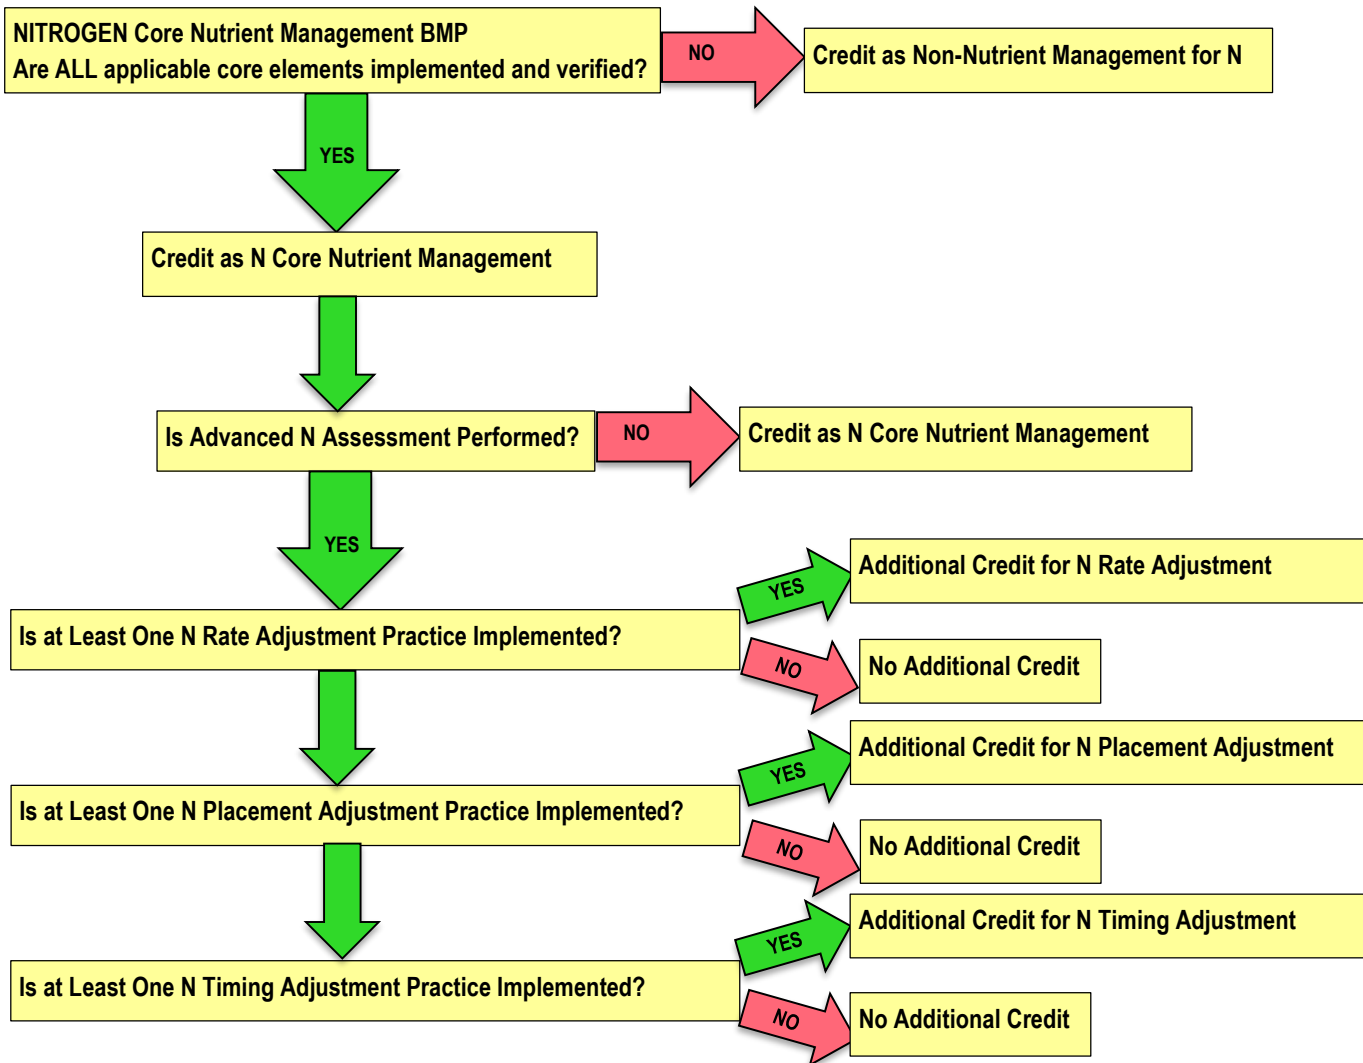 NITROGEN Core Nutrient Management BMP
Are ALL applicable core elements implemented and verified?
NO
Credit as Non-Nutrient Management for N
YES
Credit as N Core Nutrient Management
Is Advanced N Assessment Performed?
NO
Credit as N Core Nutrient Management
YES
Is at Least One N Rate Adjustment Practice Implemented?
YES
Additional Credit for N Rate Adjustment
NO
No Additional Credit
Is at Least One N Placement Adjustment Practice Implemented?
YES
Additional Credit for N Placement Adjustment
NO
No Additional Credit
Is at Least One N Timing Adjustment Practice Implemented?
YES
Additional Credit for N Timing Adjustment
NO
No Additional Credit